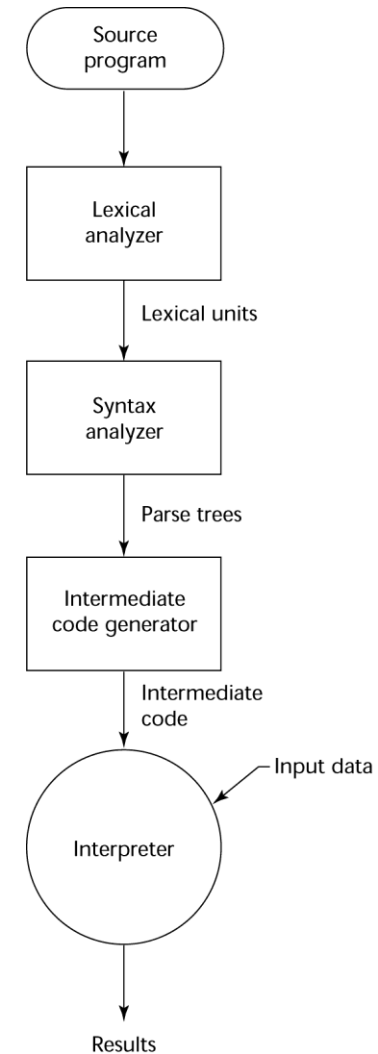 Source
program
Lexical
analyzer
Lexical units
Syntax
analyzer
Parse trees
Intermediate
code generator
Intermediate
code
Input data
Interpreter
Results